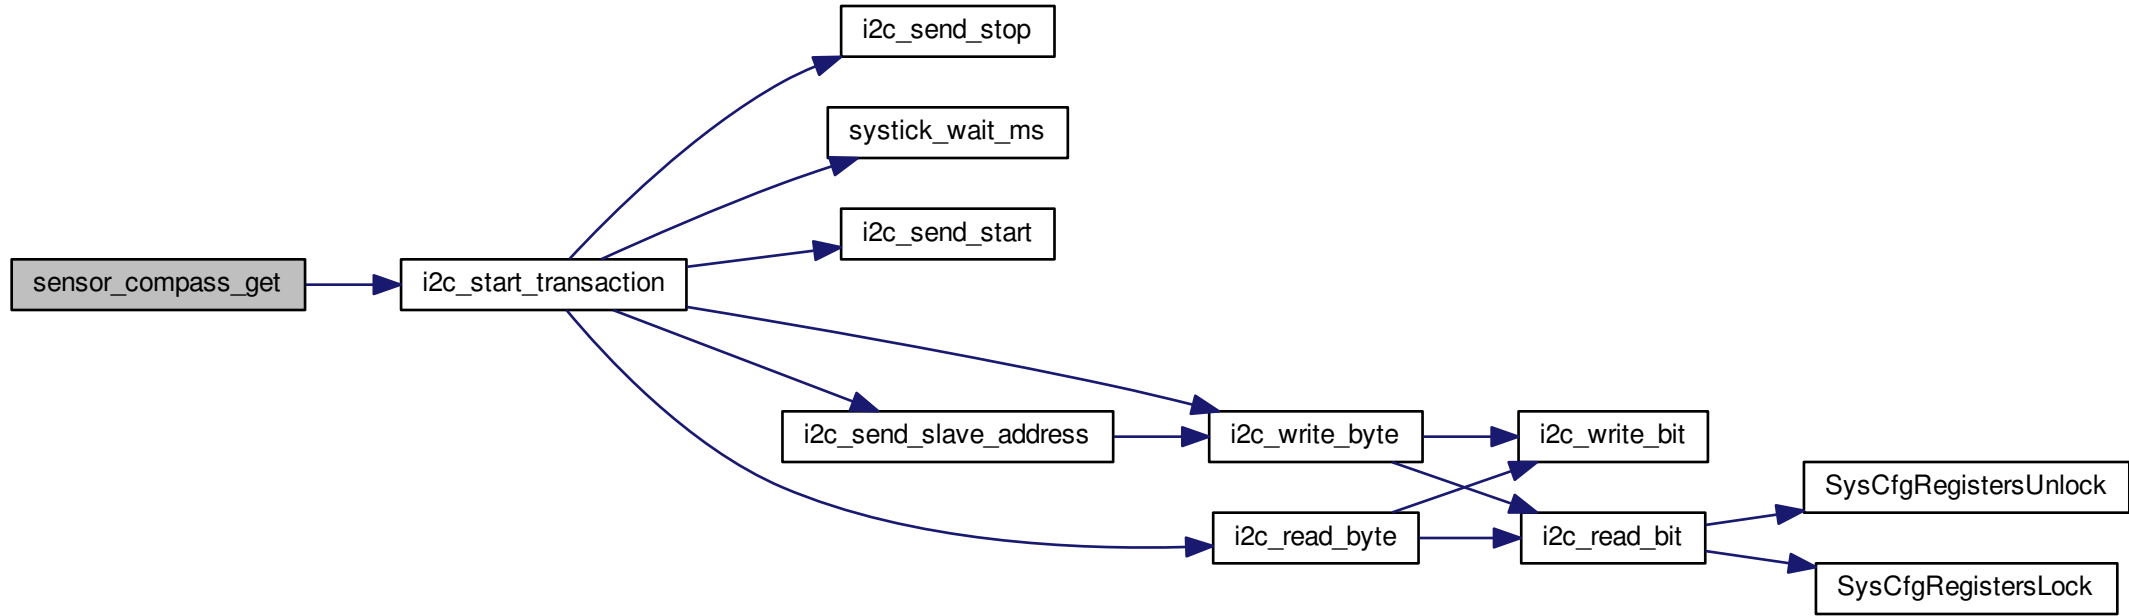 i2c_send_stop
systick_wait_ms
i2c_send_start
sensor_compass_get
i2c_start_transaction
i2c_send_slave_address
i2c_write_byte
i2c_write_bit
SysCfgRegistersUnlock
i2c_read_byte
i2c_read_bit
SysCfgRegistersLock